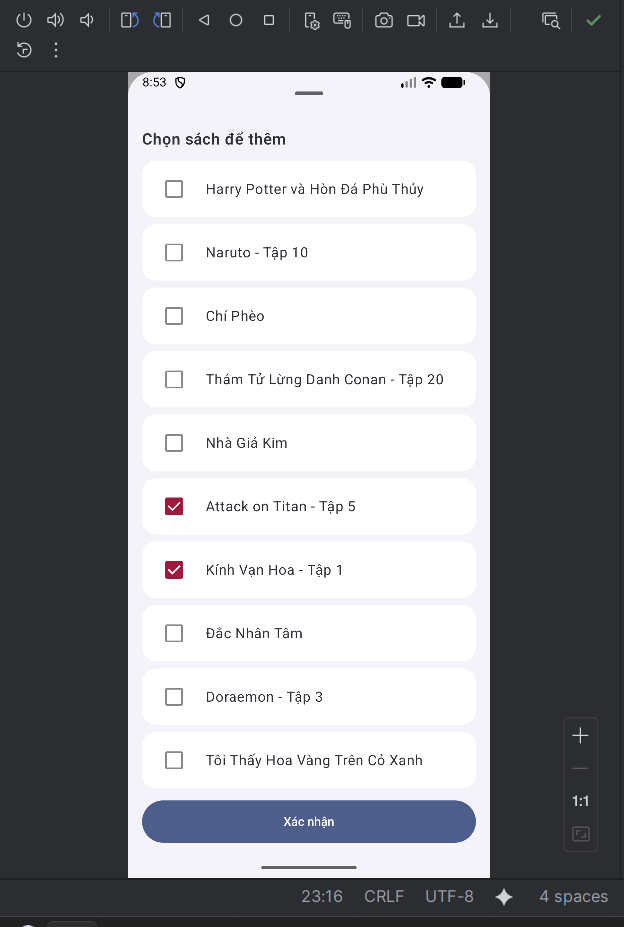 8:53
Chọn sách để thêm
Harry Potter và Hòn Đá Phù Thủy
Naruto - Tập 10
Chí Phèo
Thám Tử Lừng Danh Conan - Tập 20
Nhà Giả Kim
Attack on Titan - Tập 5
Kính Vạn Hoa - Tập 1
Đắc Nhân Tâm
Doraemon - Tập 3
Tôi Thấy Hoa Vàng Trên Cỏ Xanh
1:1
Xác nhận
23:16 CRLF UTF-8 4 spaces